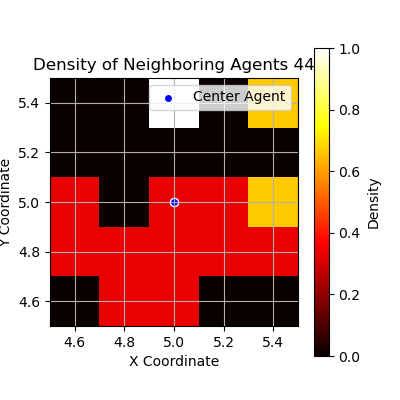 Density of Neighboring Agents 44
Center Agent
5.4
5.2
5.0
4.8
4.6
Y Coordinate
4.6 4.8 5.0 5.2 5.4
X Coordinate
1.0
0.8
0.6
0.4
0.2
0.0
Density